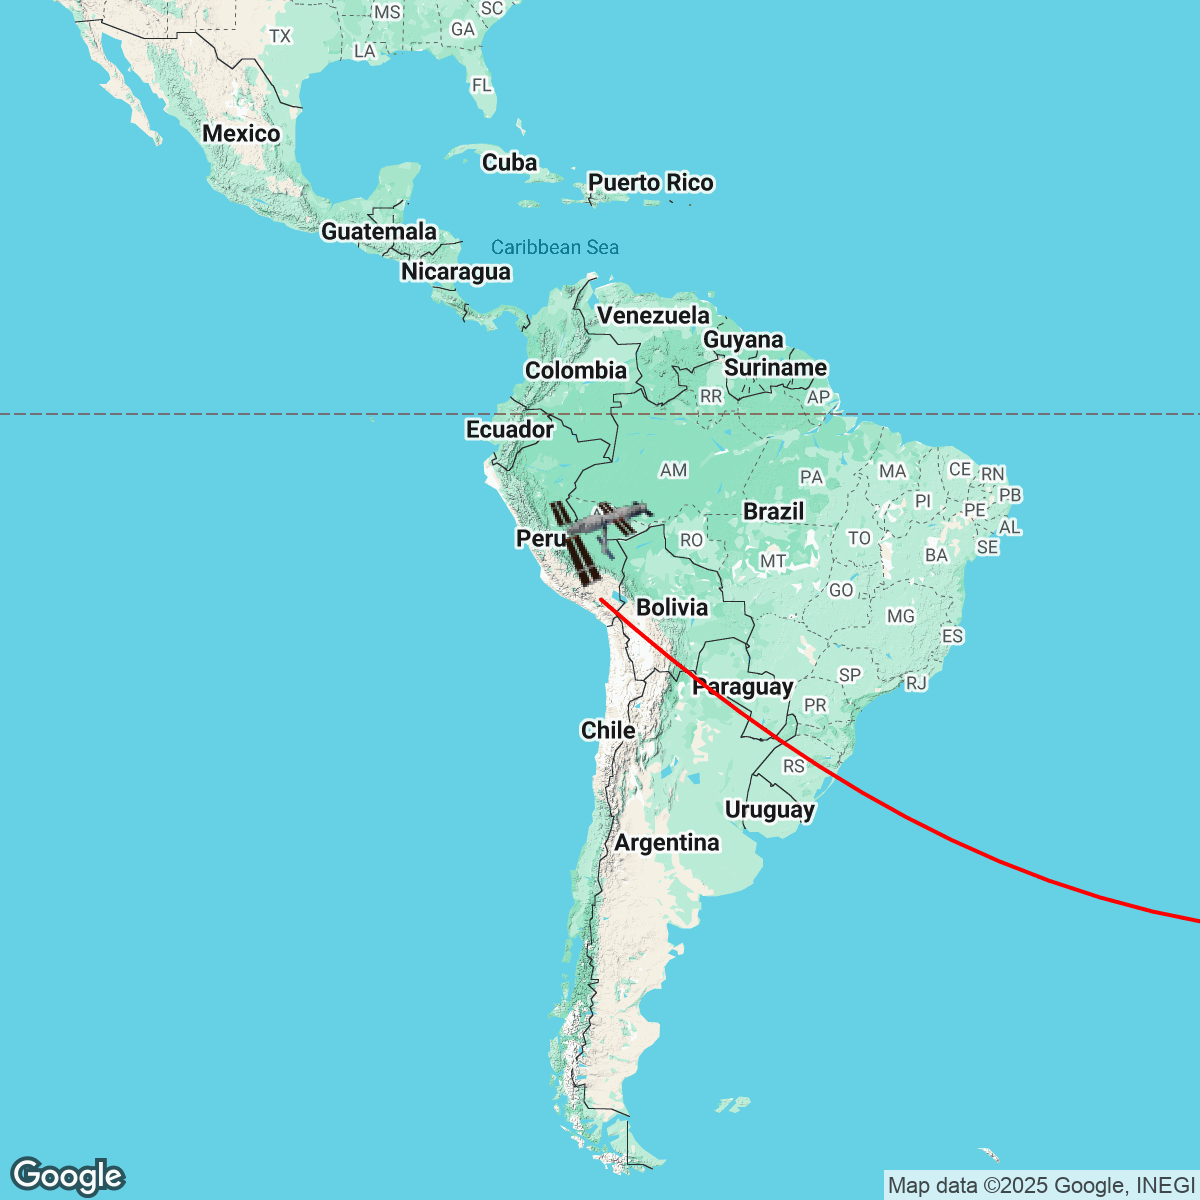 MS
SC
TX
GA
LA
FL
Mexico
Cuba
Puerto Rico
Guatemala
Caribbean Sea
Nicaragua
Venezuela
Guyana
Colombia
Suriname
RR
AP
Ecuador
AM
PA
MA
CE
RN
PI
PB
PE
Brazil
AL
Peru
RO
TO
SE
BA
MT
GO
Bolivia
MG
ES
SP
RJ
Paraguay
PR
Chile
RS
Uruguay
Argentina
Google
Map data ©2025 Google, INEGI